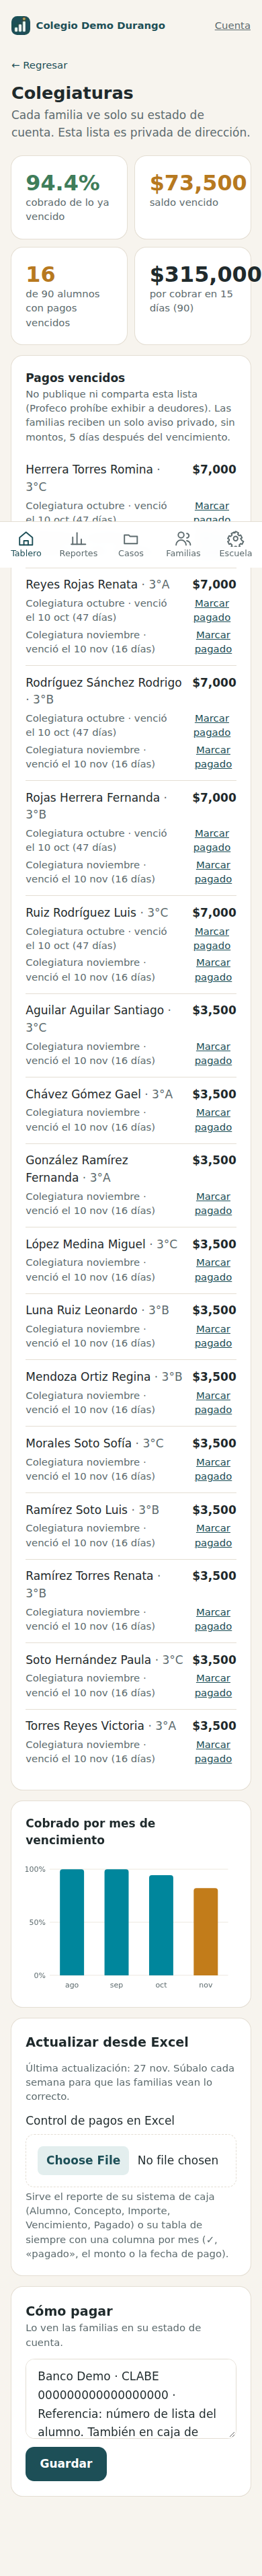 Colegio Demo Durango
Cuenta
← Regresar
Colegiaturas
Cada familia ve solo su estado de
cuenta. Esta lista es privada de dirección.
94.4%
cobrado de lo ya
vencido
$73,500
saldo vencido
16
de 90 alumnos
con pagos
vencidos
$315,000
por cobrar en 15
días (90)
Pagos vencidos
No publique ni comparta esta lista
(Profeco prohíbe exhibir a deudores). Las
familias reciben un solo aviso privado, sin
montos, 5 días después del vencimiento.
Herrera Torres Romina ·
3°C
$7,000
Colegiatura octubre · venció
el 10 oct (47 días)
Marcar
pagado
Tablero
Reportes
Casos
Familias
Escuela
Reyes Rojas Renata · 3°A
$7,000
Colegiatura octubre · venció
el 10 oct (47 días)
Marcar
pagado
Colegiatura noviembre ·
venció el 10 nov (16 días)
Marcar
pagado
Rodríguez Sánchez Rodrigo
· 3°B
$7,000
Colegiatura octubre · venció
el 10 oct (47 días)
Marcar
pagado
Colegiatura noviembre ·
venció el 10 nov (16 días)
Marcar
pagado
Rojas Herrera Fernanda ·
3°B
$7,000
Colegiatura octubre · venció
el 10 oct (47 días)
Marcar
pagado
Colegiatura noviembre ·
venció el 10 nov (16 días)
Marcar
pagado
Ruiz Rodríguez Luis · 3°C
$7,000
Colegiatura octubre · venció
el 10 oct (47 días)
Marcar
pagado
Colegiatura noviembre ·
venció el 10 nov (16 días)
Marcar
pagado
Aguilar Aguilar Santiago ·
3°C
$3,500
Colegiatura noviembre ·
venció el 10 nov (16 días)
Marcar
pagado
Chávez Gómez Gael · 3°A
$3,500
Colegiatura noviembre ·
venció el 10 nov (16 días)
Marcar
pagado
González Ramírez
Fernanda · 3°A
$3,500
Colegiatura noviembre ·
venció el 10 nov (16 días)
Marcar
pagado
López Medina Miguel · 3°C
$3,500
Colegiatura noviembre ·
venció el 10 nov (16 días)
Marcar
pagado
Luna Ruiz Leonardo · 3°B
$3,500
Colegiatura noviembre ·
venció el 10 nov (16 días)
Marcar
pagado
Mendoza Ortiz Regina · 3°B
$3,500
Colegiatura noviembre ·
venció el 10 nov (16 días)
Marcar
pagado
Morales Soto Sofía · 3°C
$3,500
Colegiatura noviembre ·
venció el 10 nov (16 días)
Marcar
pagado
Ramírez Soto Luis · 3°B
$3,500
Colegiatura noviembre ·
venció el 10 nov (16 días)
Marcar
pagado
Ramírez Torres Renata ·
3°B
$3,500
Colegiatura noviembre ·
venció el 10 nov (16 días)
Marcar
pagado
Soto Hernández Paula · 3°C
$3,500
Colegiatura noviembre ·
venció el 10 nov (16 días)
Marcar
pagado
Torres Reyes Victoria · 3°A
$3,500
Colegiatura noviembre ·
venció el 10 nov (16 días)
Marcar
pagado
Cobrado por mes de
vencimiento
100%
50%
0%
ago
sep
oct
nov
Actualizar desde Excel
Última actualización: 27 nov. Súbalo cada
semana para que las familias vean lo
correcto.
Control de pagos en Excel
Choose File
No file chosen
Sirve el reporte de su sistema de caja
(Alumno, Concepto, Importe,
Vencimiento, Pagado) o su tabla de
siempre con una columna por mes (✓,
«pagado», el monto o la fecha de pago).
Cómo pagar
Lo ven las familias en su estado de
cuenta.
Banco Demo · CLABE
000000000000000000 ·
Referencia: número de lista del
alumno. También en caja de
Guardar